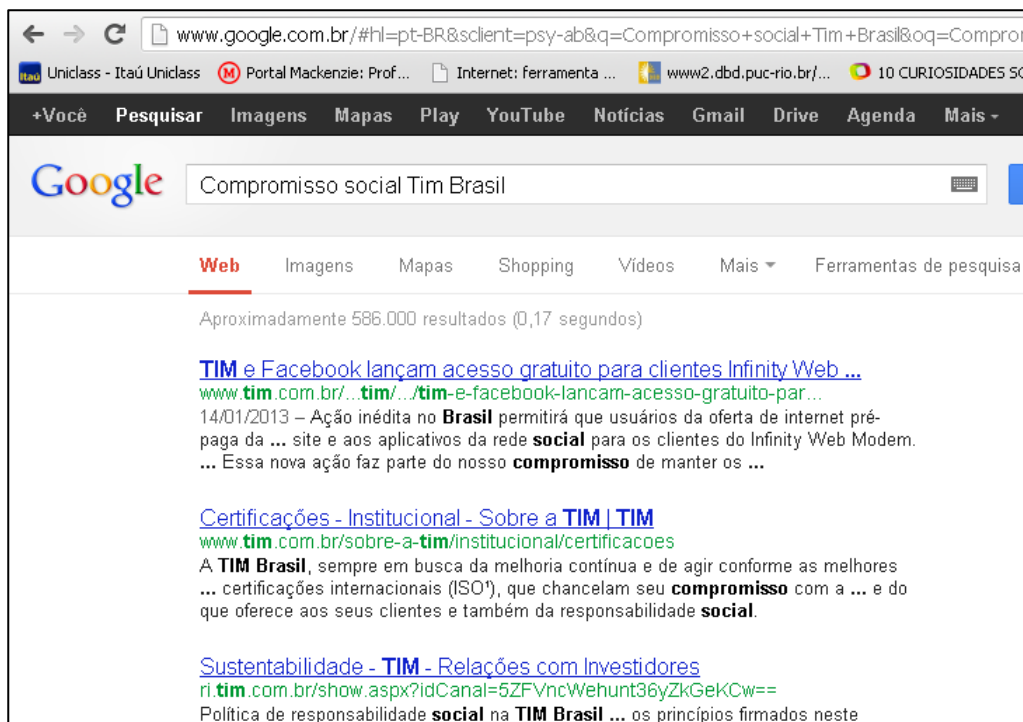 www.google.com.br/#hl=pt-BR&sclient=psy-ab&q=Compromisso+social+Tim+Brasil&oq=Compro
Itaú Uniclass - Itaú Uniclass M Portal Mackenzie: Prof... Internet: ferramenta ... www2.dbd.puc-rio.br/... 10 CURIOSIDADES
+Você Pesquisar Imagens Mapas Play YouTube Notícias Gmail Drive Agenda Mais
Google Compromisso social Tim Brasil
Web Imagens Mapas Shopping Vídeos Mais Ferramentas de pesquisa
Aproximadamente 586.000 resultados (0,17 segundos)
TIM e Facebook lançam acesso gratuito para clientes Infinity Web ...
www.tim.com.br/...tim/.../tim-e-facebook-lancam-acesso-gratuito-par...
14/01/2013 – Ação inédita no Brasil permitirá que usuários da oferta de internet pré-
paga da ... site e aos aplicativos da rede social para os clientes do Infinity Web Modem.
... Essa nova ação faz parte do nosso compromisso de manter os ...
Certificações - Institucional - Sobre a TIM | TIM
www.tim.com.br/sobre-a-tim/institucional/certificacoes
A TIM Brasil, sempre em busca da melhoria contínua e de agir conforme as melhores
... certificações internacionais (ISO¹), que chancelam seu compromisso com a ... e do
que oferece aos seus clientes e também da responsabilidade social.
Sustentabilidade - TIM - Relações com Investidores
ri.tim.com.br/show.aspx?idCanal=5ZFVncWehunt36yZkGeKCw==
Política de responsabilidade social na TIM Brasil ... os princípios firmados neste